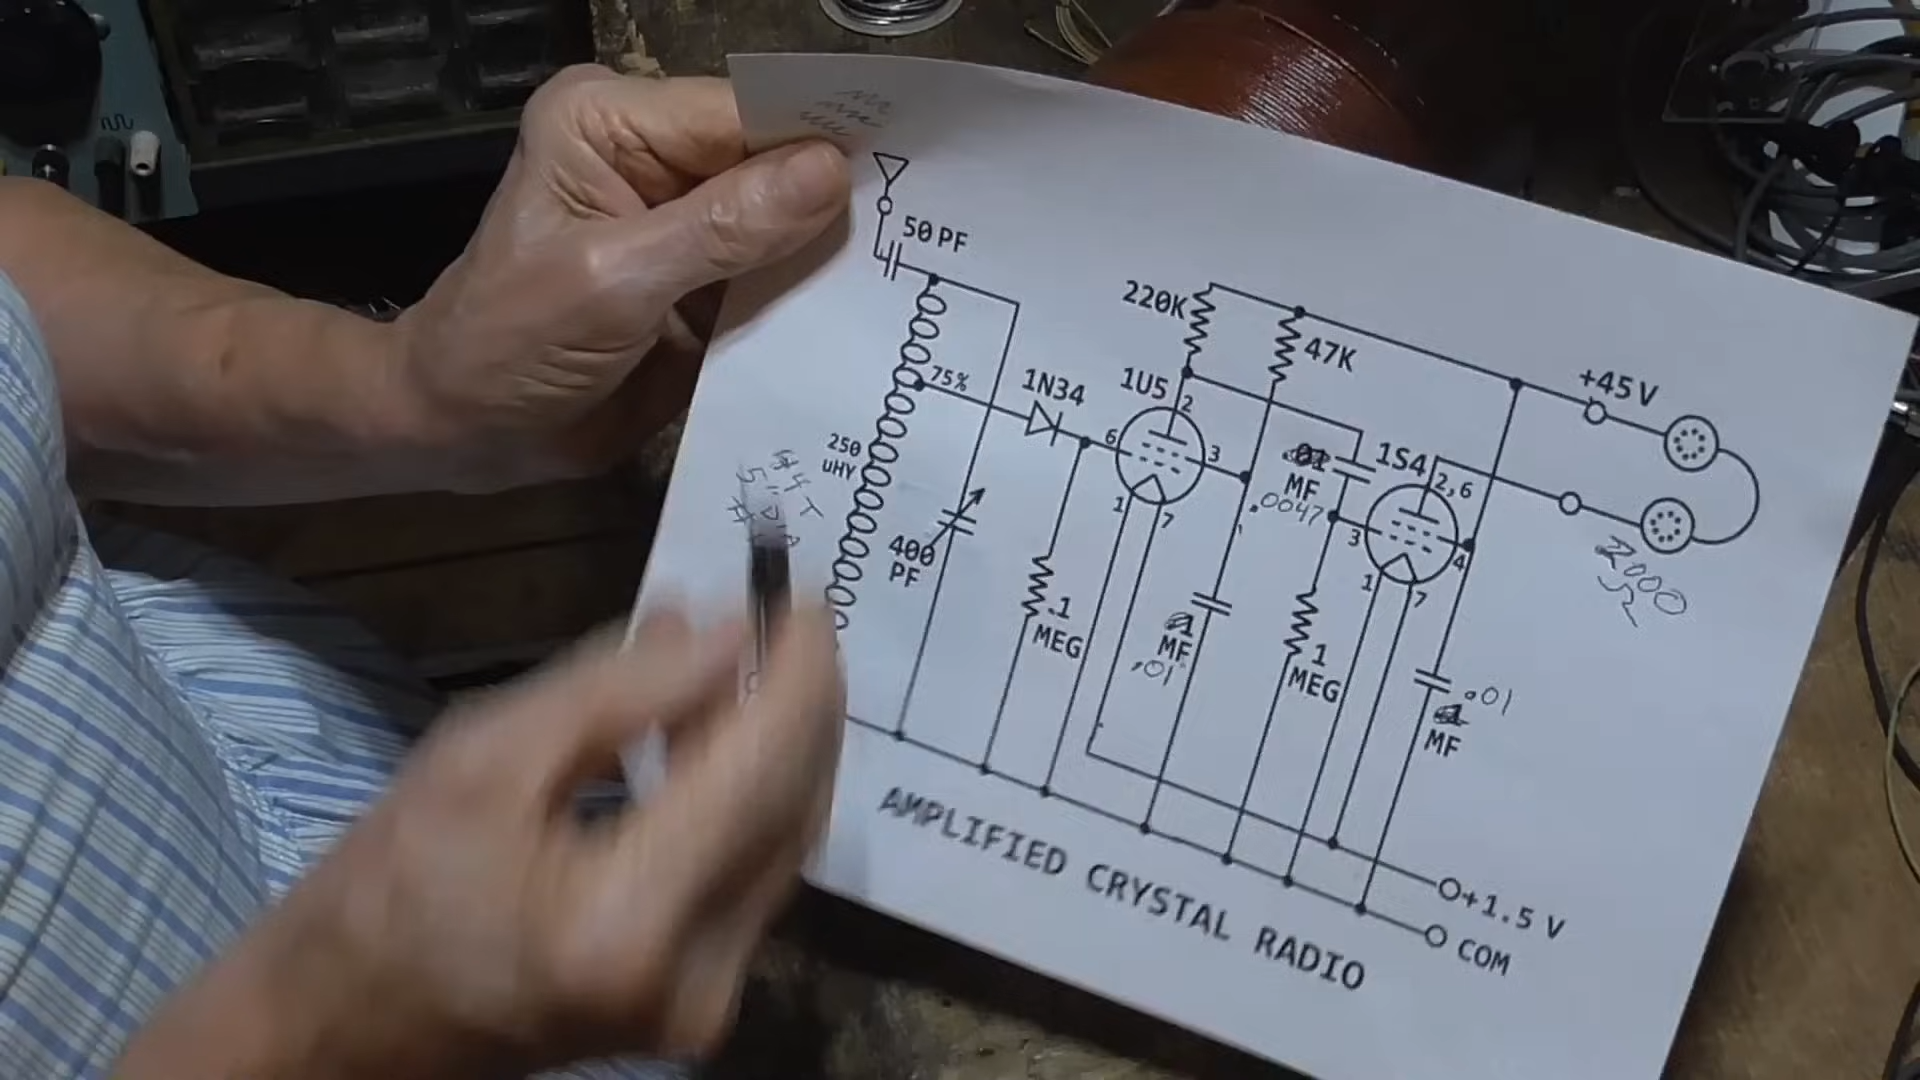 50 PF
220K
47K
+45V
75%
1N34
1U5
2
6
3
1
7
250
UHY
400
PF
.1
MEG
MF
.0047
1S4
2,6
3
4
1
7
2000
Ω
MF
.01
1
MEG
.01
MF
+1.5 V
COM
AMPLIFIED CRYSTAL RADIO